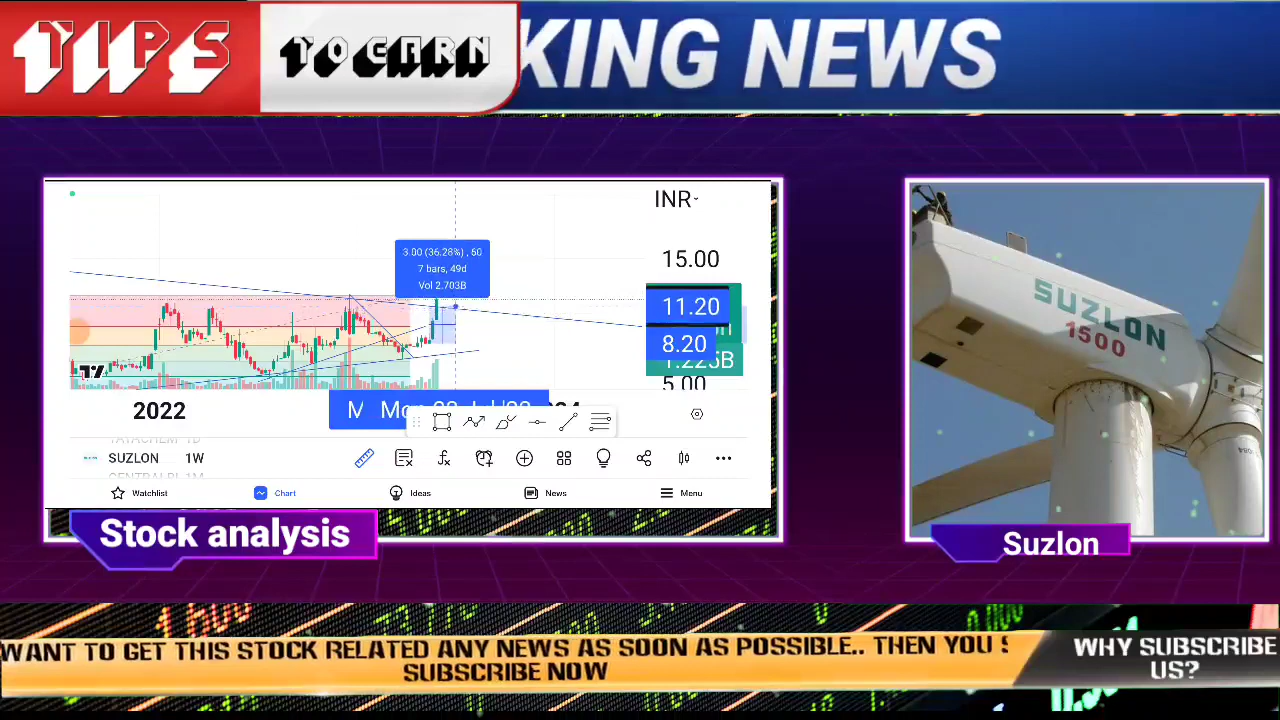 TIPS
TO EARN
KING NEWS
INR
15.00
3.00 (36.28%) , 60
7 bars, 49d
Vol 2.703B
11.20
8.20
1.225B
5.00
2022
M
SUZLON 1W
Watchlist
Chart
Ideas
News
Menu
SUZLON
1500
Stock analysis
Suzlon
WANT TO GET THIS STOCK RELATED ANY NEWS AS SOON AS POSSIBLE.. THEN YOU S
SUBSCRIBE NOW
WHY SUBSCRIBE
US?